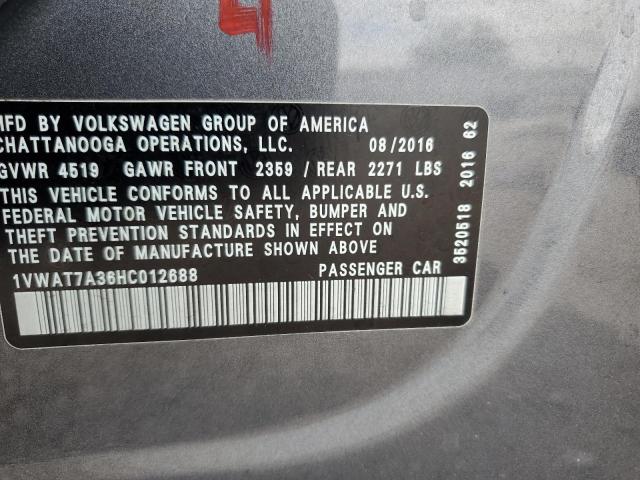 MFD BY VOLKSWAGEN GROUP OF AMERICA
CHATTANOOGA OPERATIONS, LLC. 08/2016
GVWR 4519 GAWR FRONT 2359 / REAR 2271 LBS
THIS VEHICLE CONFORMS TO ALL APPLICABLE U.S.
FEDERAL MOTOR VEHICLE SAFETY, BUMPER AND
THEFT PREVENTION STANDARDS IN EFFECT ON
THE DATE OF MANUFACTURE SHOWN ABOVE
1VWAT7A36HC012688 PASSENGER CAR
3520518 2016 62